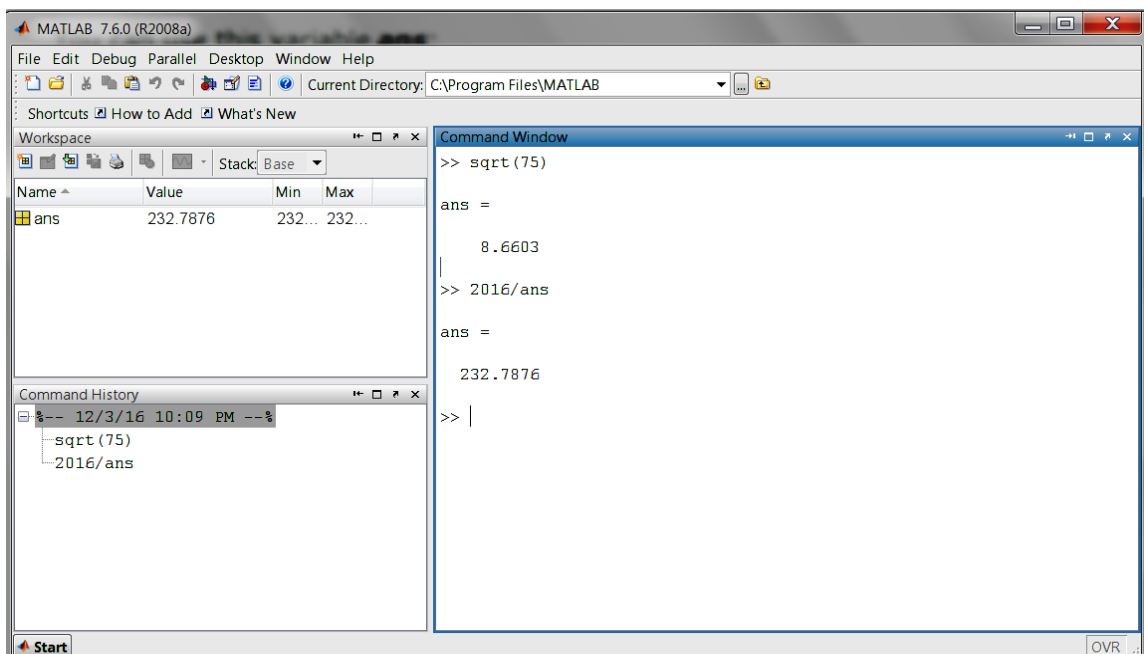 MATLAB 7.6.0 (R2008a)
File Edit Debug Parallel Desktop Window Help
Current Directory: C:\Program Files\MATLAB
Shortcuts How to Add What's New
Workspace
Stack: Base
Name Value Min Max
ans 232.7876 232... 232...
Command History
%-- 12/3/16 10:09 PM --%
sqrt(75)
2016/ans
Command Window
>> sqrt(75)
ans =
8.6603
>> 2016/ans
ans =
232.7876
>>
Start
OVR